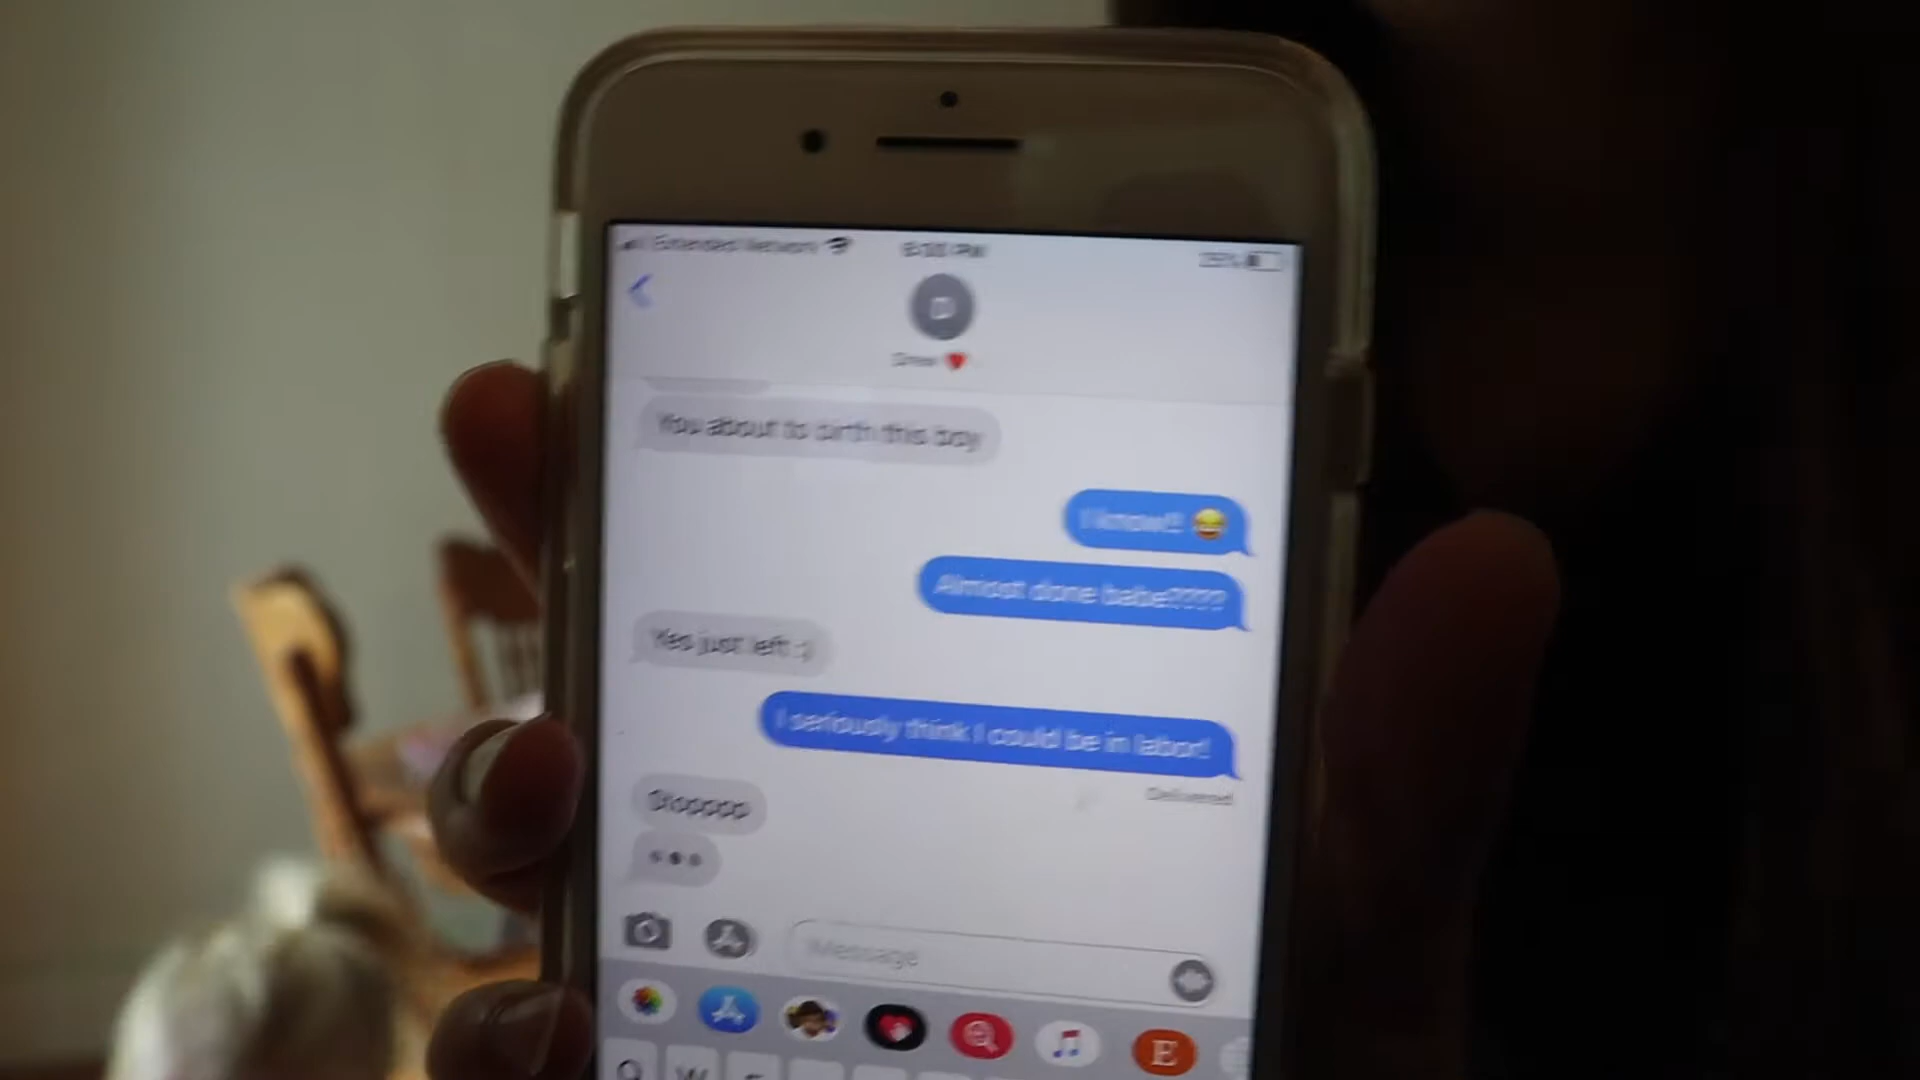 Extended Network
D
You about to birth this boy
I know!! 😂
Almost done babe????
Yes just left :)
I seriously think I could be in labor!
Delivered
Stoppppp
Message
E
Q W E